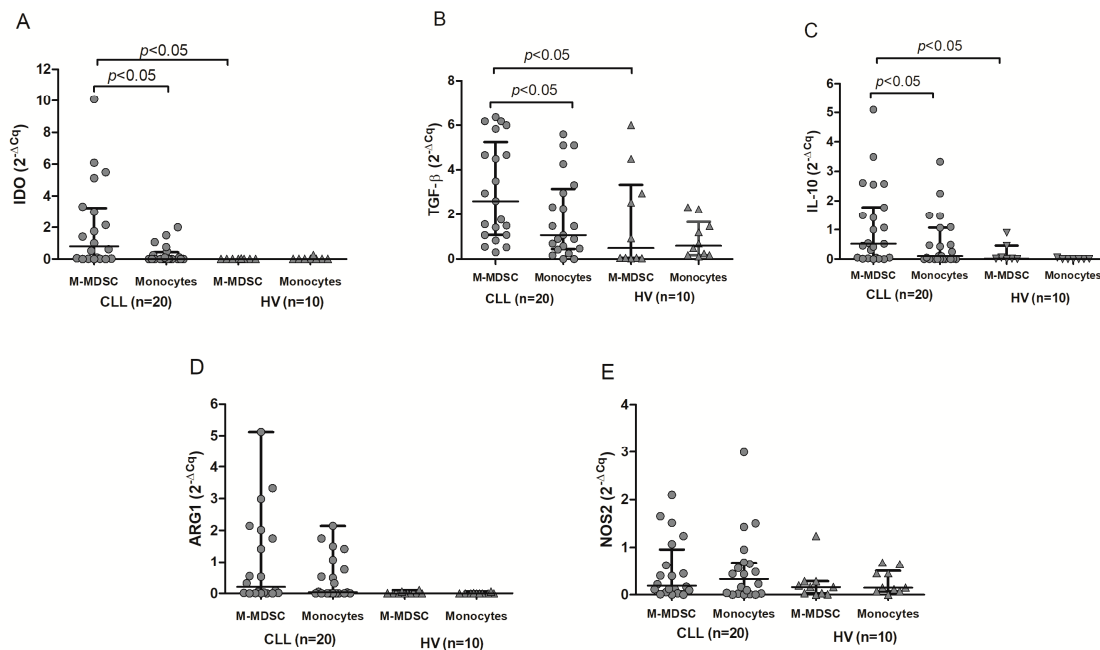 A
p<0.05
p<0.05
IDO (2^-ΔCq)
12
10
8
6
4
2
0
M-MDSC Monocytes M-MDSC Monocytes
CLL (n=20) HV (n=10)
B
p<0.05
p<0.05
TGF-β (2^-ΔCq)
8
6
4
2
0
M-MDSC Monocytes M-MDSC Monocytes
CLL (n=20) HV (n=10)
C
p<0.05
p<0.05
IL-10 (2^-ΔCq)
6
5
4
3
2
1
0
M-MDSC Monocytes M-MDSC Monocytes
CLL (n=20) HV (n=10)
D
ARG1 (2^-ΔCq)
6
5
4
3
2
1
0
M-MDSC Monocytes M-MDSC Monocytes
CLL (n=20) HV (n=10)
E
NOS2 (2^-ΔCq)
4
3
2
1
0
M-MDSC Monocytes M-MDSC Monocytes
CLL (n=20) HV (n=10)